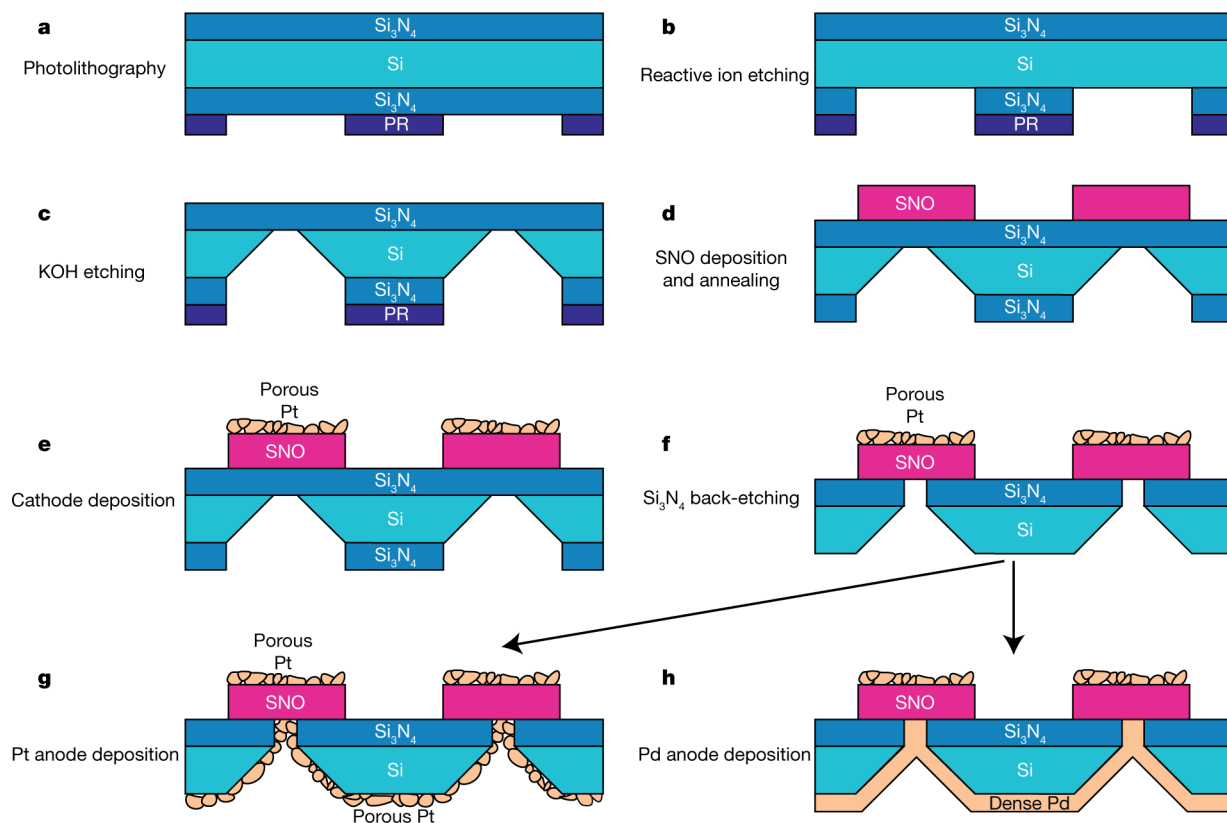 a
Photolithography
Si₃N₄
Si
Si₃N₄
PR
b
Reactive ion etching
Si₃N₄
Si
Si₃N₄
PR
c
KOH etching
Si₃N₄
Si
Si₃N₄
PR
d
SNO deposition
and annealing
SNO
Si₃N₄
Si
Si₃N₄
e
Cathode deposition
Porous
Pt
SNO
Si₃N₄
Si
Si₃N₄
f
Si₃N₄ back-etching
Porous
Pt
SNO
Si₃N₄
Si
g
Pt anode deposition
Porous
Pt
SNO
Si₃N₄
Si
Porous Pt
h
Pd anode deposition
SNO
Si₃N₄
Si
Dense Pd